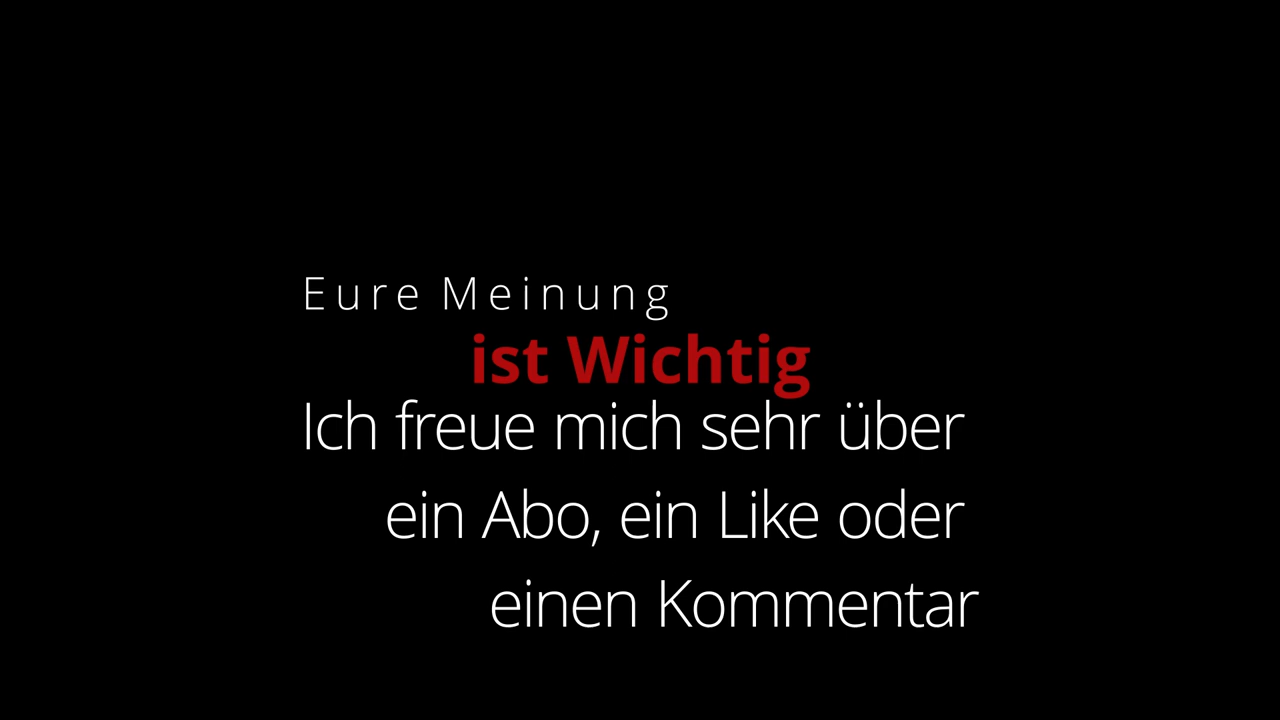 Eure Meinung
ist Wichtig
Ich freue mich sehr über
ein Abo, ein Like oder
einen Kommentar